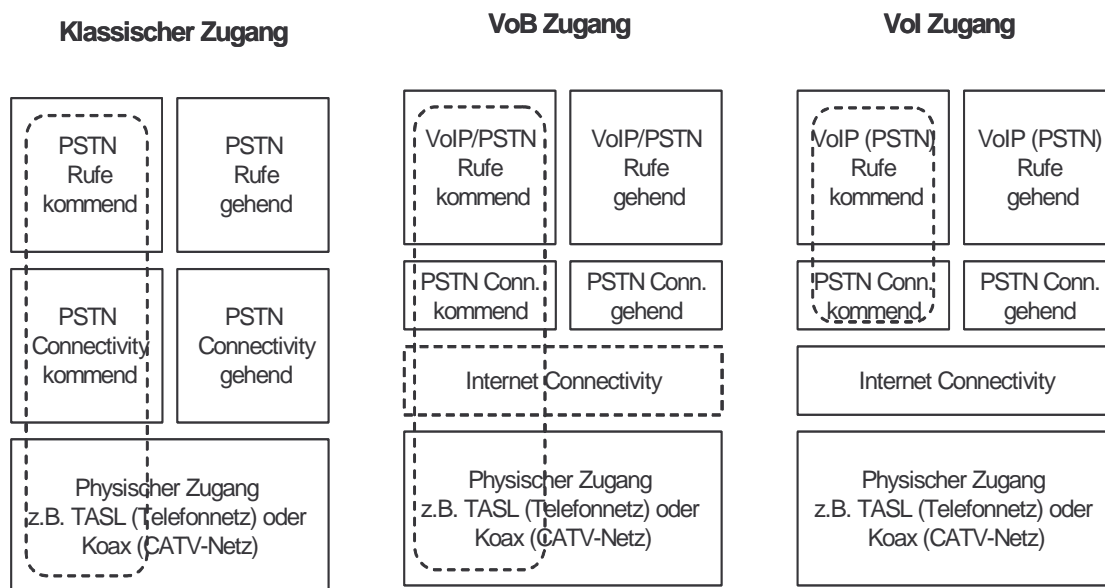 Klassischer Zugang
PSTN
Rufe
kommend
PSTN
Rufe
gehend
PSTN
Connectivity
kommend
PSTN
Connectivity
gehend
Physischer Zugang
z.B. TASL (Telefonnetz) oder
Koax (CATV-Netz)
VoB Zugang
VoIP/PSTN
Rufe
kommend
VoIP/PSTN
Rufe
gehend
PSTN Conn.
kommend
PSTN Conn.
gehend
Internet Connectivity
Physischer Zugang
z.B. TASL (Telefonnetz) oder
Koax (CATV-Netz)
VoI Zugang
VoIP (PSTN)
Rufe
kommend
VoIP (PSTN)
Rufe
gehend
PSTN Conn.
kommend
PSTN Conn.
gehend
Internet Connectivity
Physischer Zugang
z.B. TASL (Telefonnetz) oder
Koax (CATV-Netz)